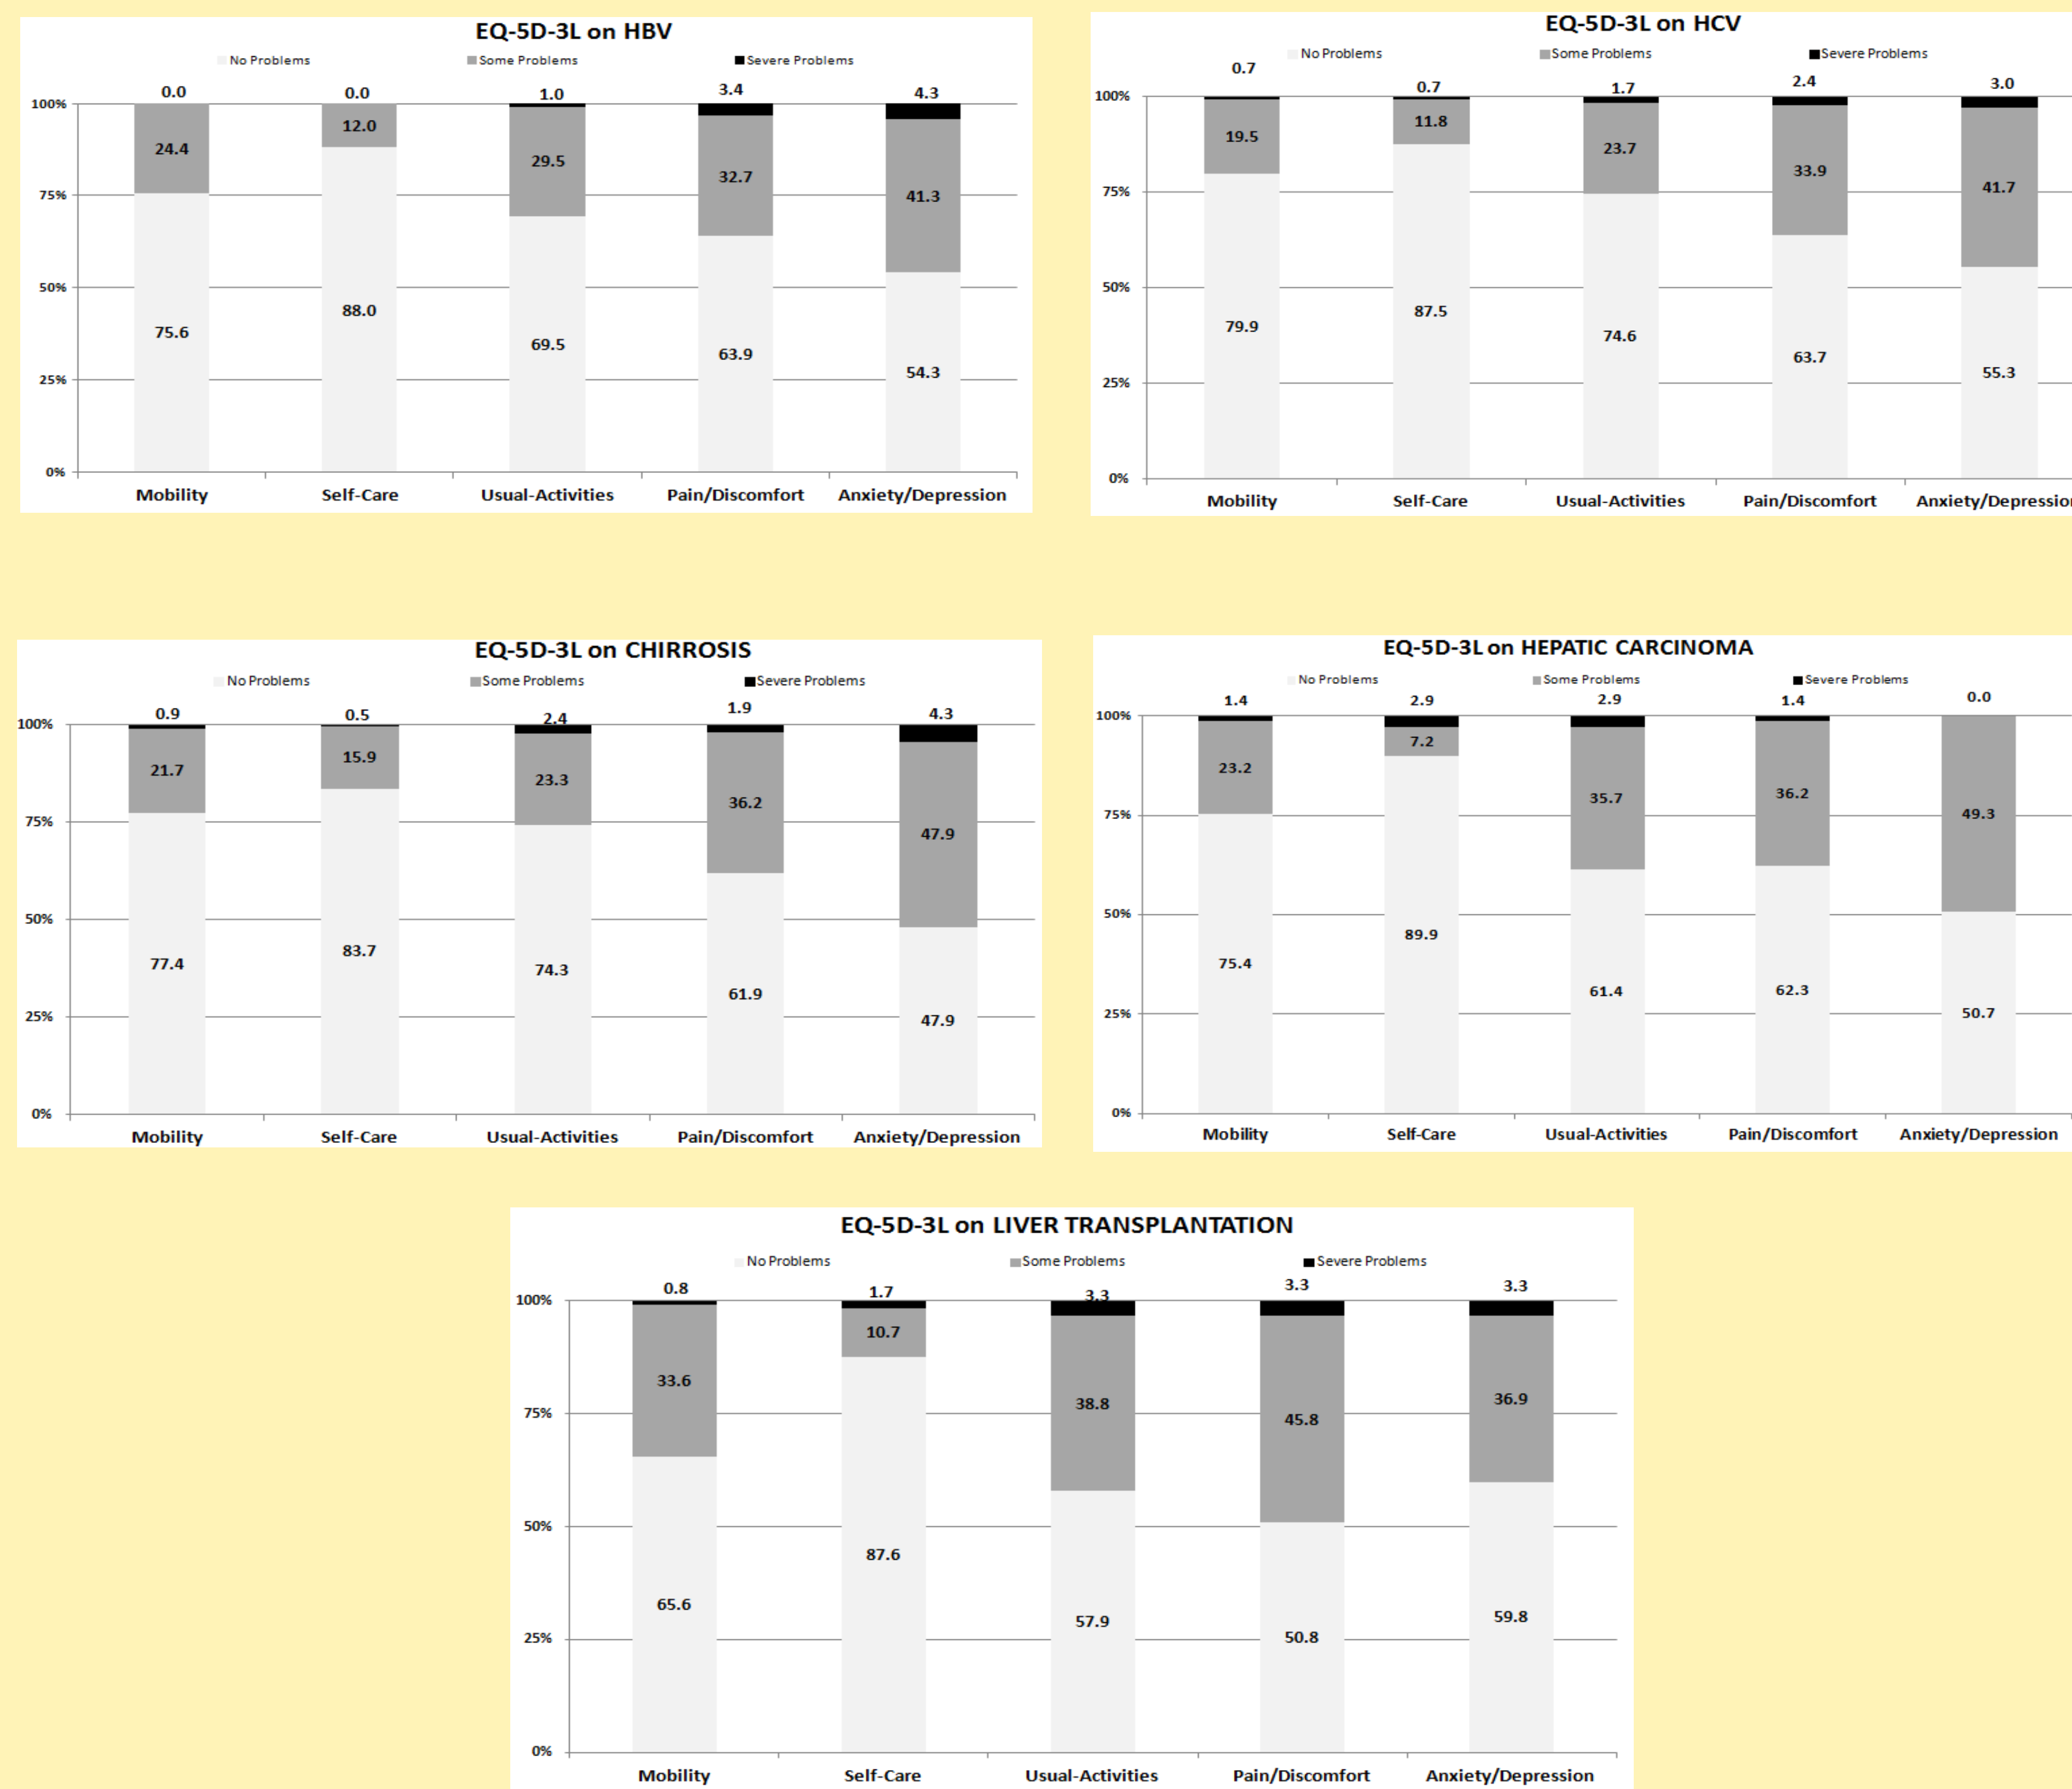 EQ-5D-3L on HBV
No Problems Some Problems Severe Problems
0.0 0.0 1.0 3.4 4.3
100%
24.4 12.0 29.5 32.7 41.3
75%
50%
75.6 88.0 69.5 63.9 54.3
25%
0%
Mobility Self-Care Usual-Activities Pain/Discomfort Anxiety/Depression
EQ-5D-3L on HCV
No Problems Some Problems Severe Problems
0.7 0.7 1.7 2.4 3.0
100%
19.5 11.8 23.7 33.9 41.7
75%
50%
79.9 87.5 74.6 63.7 55.3
25%
0%
Mobility Self-Care Usual-Activities Pain/Discomfort Anxiety/Depression
EQ-5D-3L on CHIRROSIS
No Problems Some Problems Severe Problems
0.9 0.5 2.4 1.9 4.3
100%
21.7 15.9 23.3 36.2 47.9
75%
50%
77.4 83.7 74.3 61.9 47.9
25%
0%
Mobility Self-Care Usual-Activities Pain/Discomfort Anxiety/Depression
EQ-5D-3L on HEPATIC CARCINOMA
No Problems Some Problems Severe Problems
1.4 2.9 2.9 1.4 0.0
100%
23.2 7.2 35.7 36.2 49.3
75%
50%
75.4 89.9 61.4 62.3 50.7
25%
0%
Mobility Self-Care Usual-Activities Pain/Discomfort Anxiety/Depression
EQ-5D-3L on LIVER TRANSPLANTATION
No Problems Some Problems Severe Problems
0.8 1.7 3.3 3.3 3.3
100%
33.6 10.7 38.8 45.8 36.9
75%
50%
65.6 87.6 57.9 50.8 59.8
25%
0%
Mobility Self-Care Usual-Activities Pain/Discomfort Anxiety/Depression